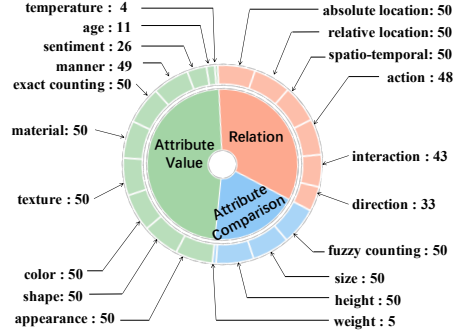 temperature : 4
age : 11
sentiment : 26
manner : 49
exact counting : 50
material: 50
texture : 50
color : 50
shape: 50
appearance : 50
absolute location: 50
relative location: 50
spatio-temporal: 50
action : 48
interaction : 43
direction : 33
fuzzy counting : 50
size : 50
height : 50
weight : 5
Attribute
Value
Relation
Attribute
Comparison